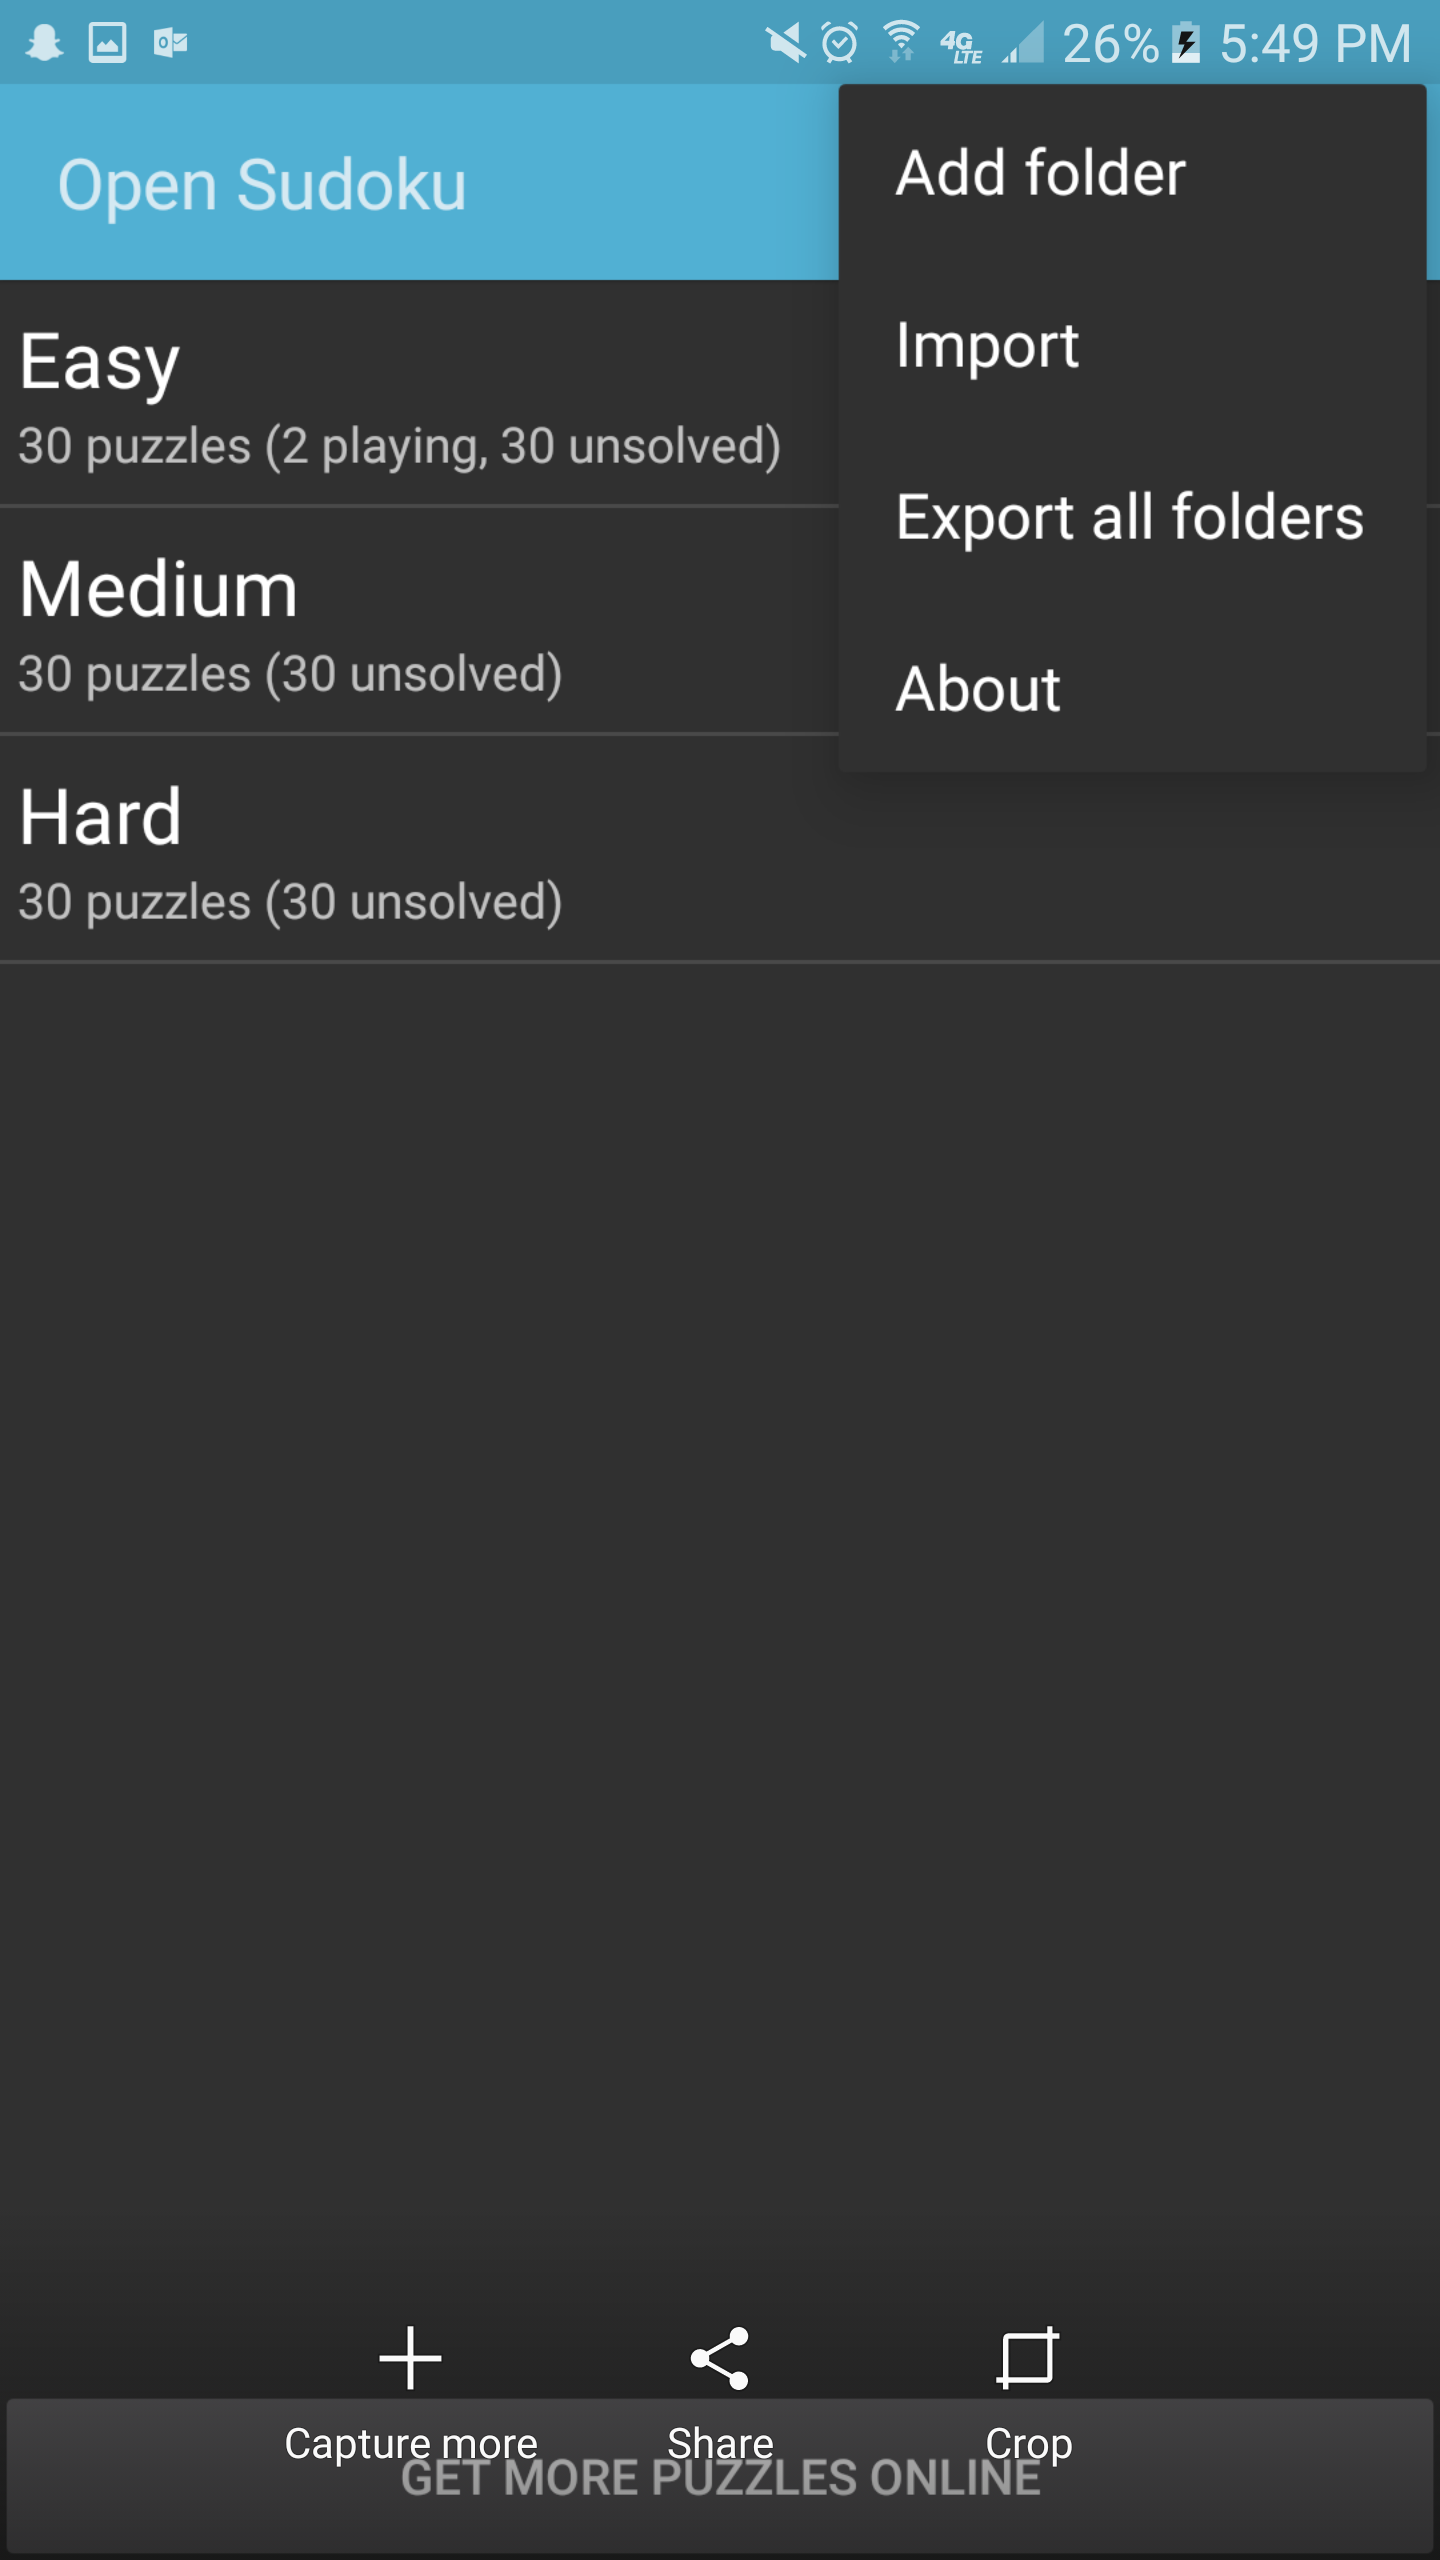 4G LTE 26% 5:49 PM
Open Sudoku
Add folder
Import
Export all folders
About
Easy
30 puzzles (2 playing, 30 unsolved)
Medium
30 puzzles (30 unsolved)
Hard
30 puzzles (30 unsolved)
Capture more Share Crop
GET MORE PUZZLES ONLINE